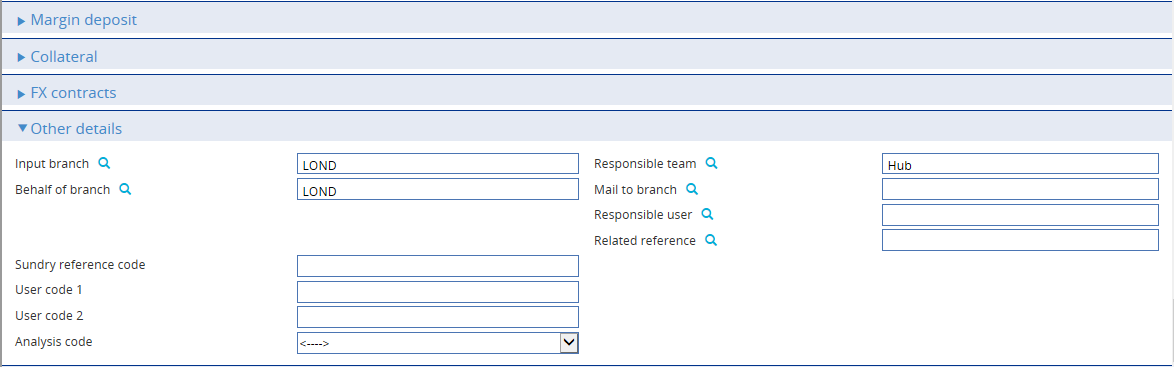 Margin deposit
Collateral
FX contracts
Other details
Input branch LOND Responsible team Hub
Behalf of branch LOND Mail to branch
Responsible user
Related reference
Sundry reference code
User code 1
User code 2
Analysis code <---->